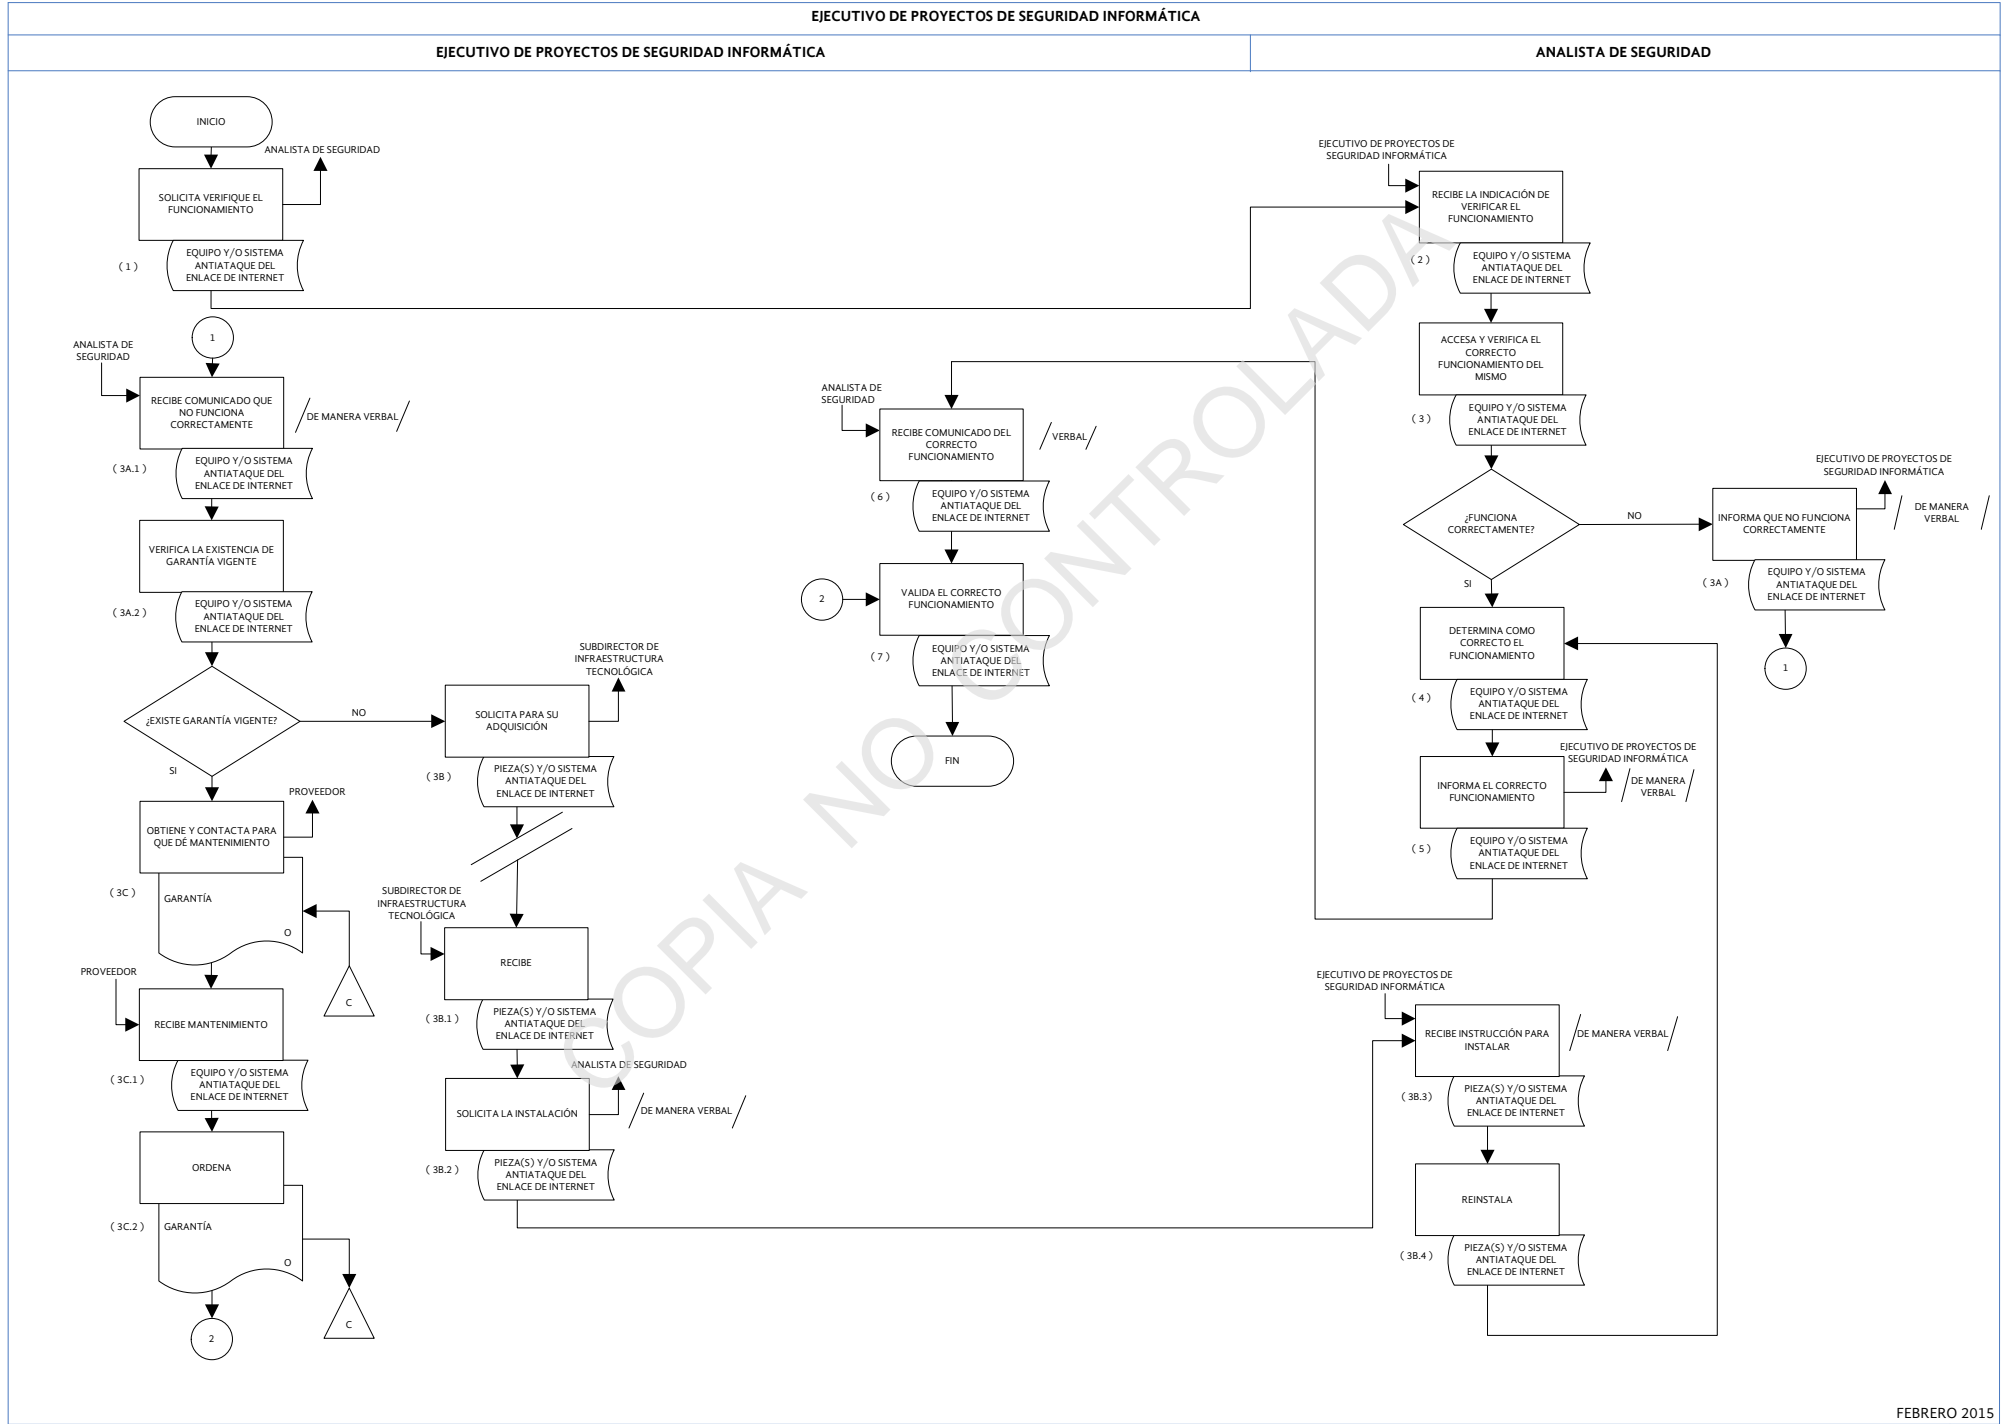 EJECUTIVO DE PROYECTOS DE SEGURIDAD INFORMÁTICA
EJECUTIVO DE PROYECTOS DE SEGURIDAD INFORMÁTICA
ANALISTA DE SEGURIDAD
INICIO
ANALISTA DE SEGURIDAD
SOLICITA VERIFIQUE EL
FUNCIONAMIENTO
( 1 )
EQUIPO Y/O SISTEMA
ANTIATAQUE DEL
ENLACE DE INTERNET
1
ANALISTA DE
SEGURIDAD
RECIBE COMUNICADO QUE
NO FUNCIONA
CORRECTAMENTE
DE MANERA VERBAL
( 3A.1 )
EQUIPO Y/O SISTEMA
ANTIATAQUE DEL
ENLACE DE INTERNET
VERIFICA LA EXISTENCIA DE
GARANTÍA VIGENTE
( 3A.2 )
EQUIPO Y/O SISTEMA
ANTIATAQUE DEL
ENLACE DE INTERNET
¿EXISTE GARANTÍA VIGENTE?
NO
SI
PROVEEDOR
OBTIENE Y CONTACTA PARA
QUE DÉ MANTENIMIENTO
( 3C )
GARANTÍA
O
C
PROVEEDOR
RECIBE MANTENIMIENTO
( 3C.1 )
EQUIPO Y/O SISTEMA
ANTIATAQUE DEL
ENLACE DE INTERNET
ORDENA
( 3C.2 )
GARANTÍA
O
C
2
SUBDIRECTOR DE
INFRAESTRUCTURA
TECNOLÓGICA
SOLICITA PARA SU
ADQUISICIÓN
( 3B )
PIEZA(S) Y/O SISTEMA
ANTIATAQUE DEL
ENLACE DE INTERNET
SUBDIRECTOR DE
INFRAESTRUCTURA
TECNOLÓGICA
RECIBE
( 3B.1 )
PIEZA(S) Y/O SISTEMA
ANTIATAQUE DEL
ENLACE DE INTERNET
ANALISTA DE SEGURIDAD
SOLICITA LA INSTALACIÓN
DE MANERA VERBAL
( 3B.2 )
PIEZA(S) Y/O SISTEMA
ANTIATAQUE DEL
ENLACE DE INTERNET
ANALISTA DE
SEGURIDAD
RECIBE COMUNICADO DEL
CORRECTO
FUNCIONAMIENTO
VERBAL
( 6 )
EQUIPO Y/O SISTEMA
ANTIATAQUE DEL
ENLACE DE INTERNET
2
VALIDA EL CORRECTO
FUNCIONAMIENTO
( 7 )
EQUIPO Y/O SISTEMA
ANTIATAQUE DEL
ENLACE DE INTERNET
FIN
EJECUTIVO DE PROYECTOS DE
SEGURIDAD INFORMÁTICA
RECIBE LA INDICACIÓN DE
VERIFICAR EL
FUNCIONAMIENTO
( 2 )
EQUIPO Y/O SISTEMA
ANTIATAQUE DEL
ENLACE DE INTERNET
ACCESA Y VERIFICA EL
CORRECTO
FUNCIONAMIENTO DEL
MISMO
( 3 )
EQUIPO Y/O SISTEMA
ANTIATAQUE DEL
ENLACE DE INTERNET
¿FUNCIONA
CORRECTAMENTE?
NO
SI
EJECUTIVO DE PROYECTOS DE
SEGURIDAD INFORMÁTICA
INFORMA QUE NO FUNCIONA
CORRECTAMENTE
DE MANERA
VERBAL
( 3A )
EQUIPO Y/O SISTEMA
ANTIATAQUE DEL
ENLACE DE INTERNET
1
DETERMINA COMO
CORRECTO EL
FUNCIONAMIENTO
( 4 )
EQUIPO Y/O SISTEMA
ANTIATAQUE DEL
ENLACE DE INTERNET
EJECUTIVO DE PROYECTOS DE
SEGURIDAD INFORMÁTICA
INFORMA EL CORRECTO
FUNCIONAMIENTO
DE MANERA
VERBAL
( 5 )
EQUIPO Y/O SISTEMA
ANTIATAQUE DEL
ENLACE DE INTERNET
EJECUTIVO DE PROYECTOS DE
SEGURIDAD INFORMÁTICA
RECIBE INSTRUCCIÓN PARA
INSTALAR
DE MANERA VERBAL
( 3B.3)
PIEZA(S) Y/O SISTEMA
ANTIATAQUE DEL
ENLACE DE INTERNET
REINSTALA
( 3B.4 )
PIEZA(S) Y/O SISTEMA
ANTIATAQUE DEL
ENLACE DE INTERNET
COPIA NO CONTROLADA
FEBRERO 2015